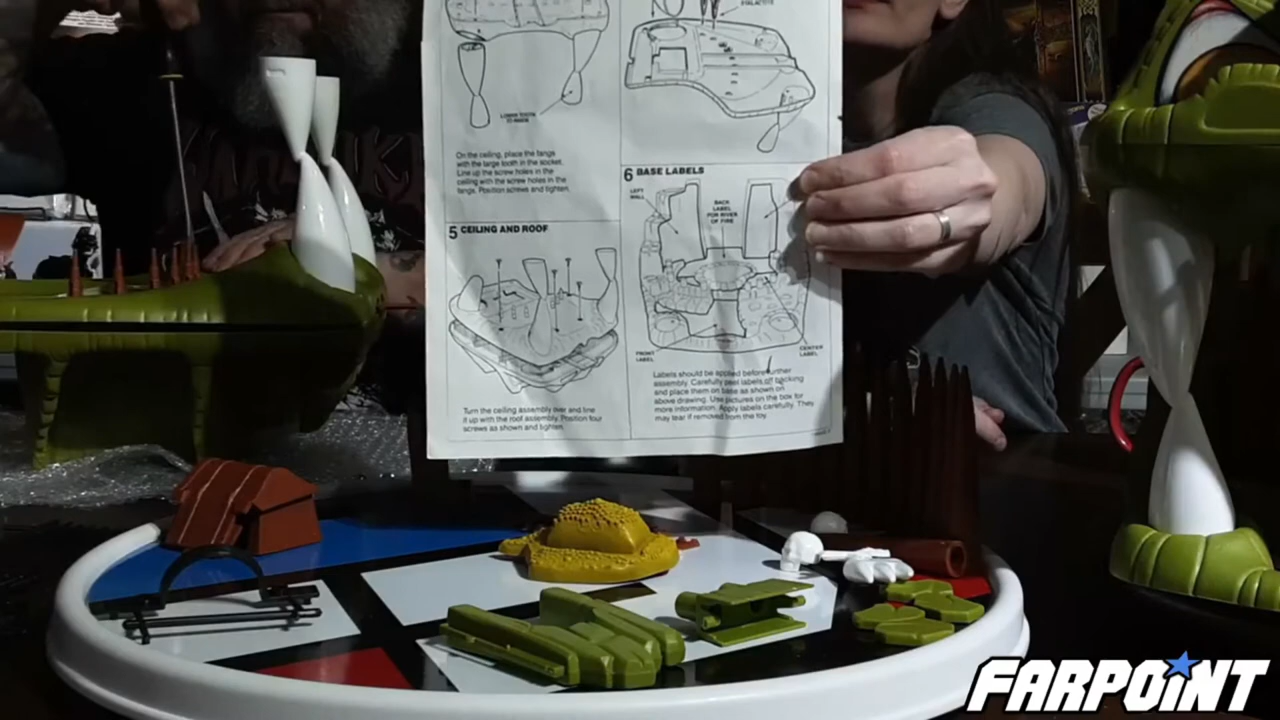 LOWER TOOTH
On the ceiling, place the fangs
with the large tooth in the socket.
Line up the screw holes in the
ceiling with the screw holes in the
fangs. Position screws and tighten.
5 CEILING AND ROOF
Turn the ceiling assembly over and line
it up with the roof assembly. Position four
screws as shown and tighten.
6 BASE LABELS
LEFT
WALL
BACK
LABEL
FOR RIVER
OF FIRE
FRONT
LABEL
CENTER
LABEL
Labels should be applied before further
assembly. Carefully peel labels off backing
and place them on base as shown on
above drawing. Use pictures on the box for
more information. Apply labels carefully. They
may tear if removed from the toy.
FARPOINT